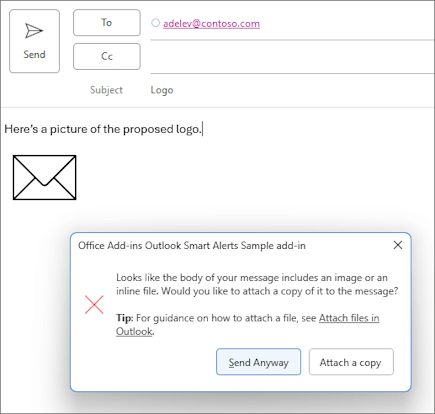 To
adelev@contoso.com
Send
Cc
Subject Logo
Here's a picture of the proposed logo.
Office Add-ins Outlook Smart Alerts Sample add-in
Looks like the body of your message includes an image or an
inline file. Would you like to attach a copy of it to the message?
Tip: For guidance on how to attach a file, see Attach files in
Outlook.
Send Anyway
Attach a copy